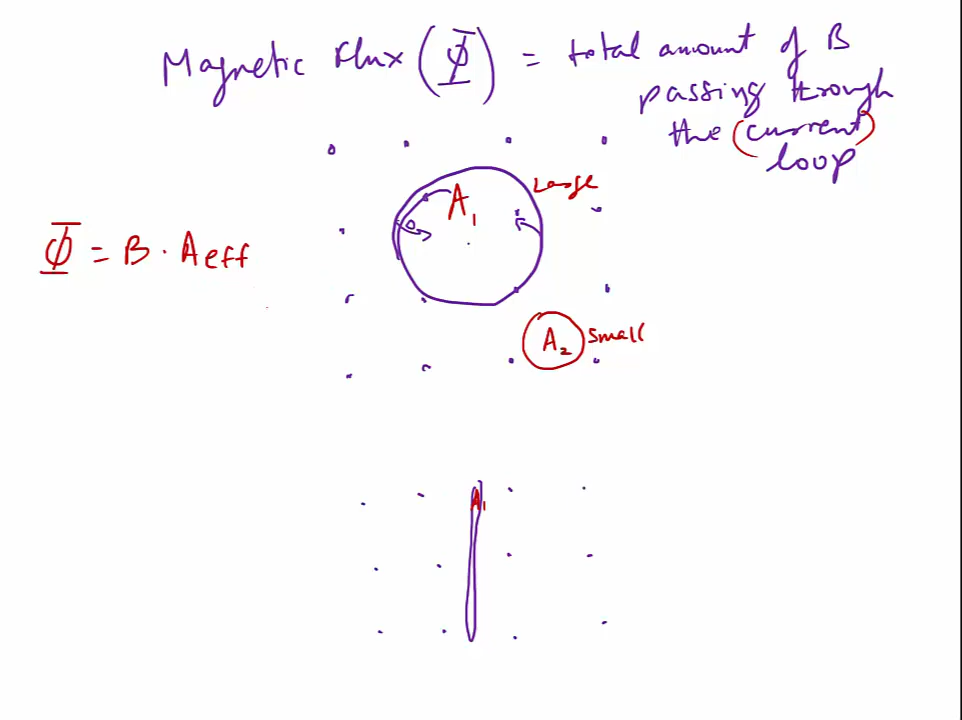 Magnetic Flux (Φ) = total amount of B
passing through
the (current)
loop
A₁
Large
Φ = B · Aeff
A₂ Small
A₁